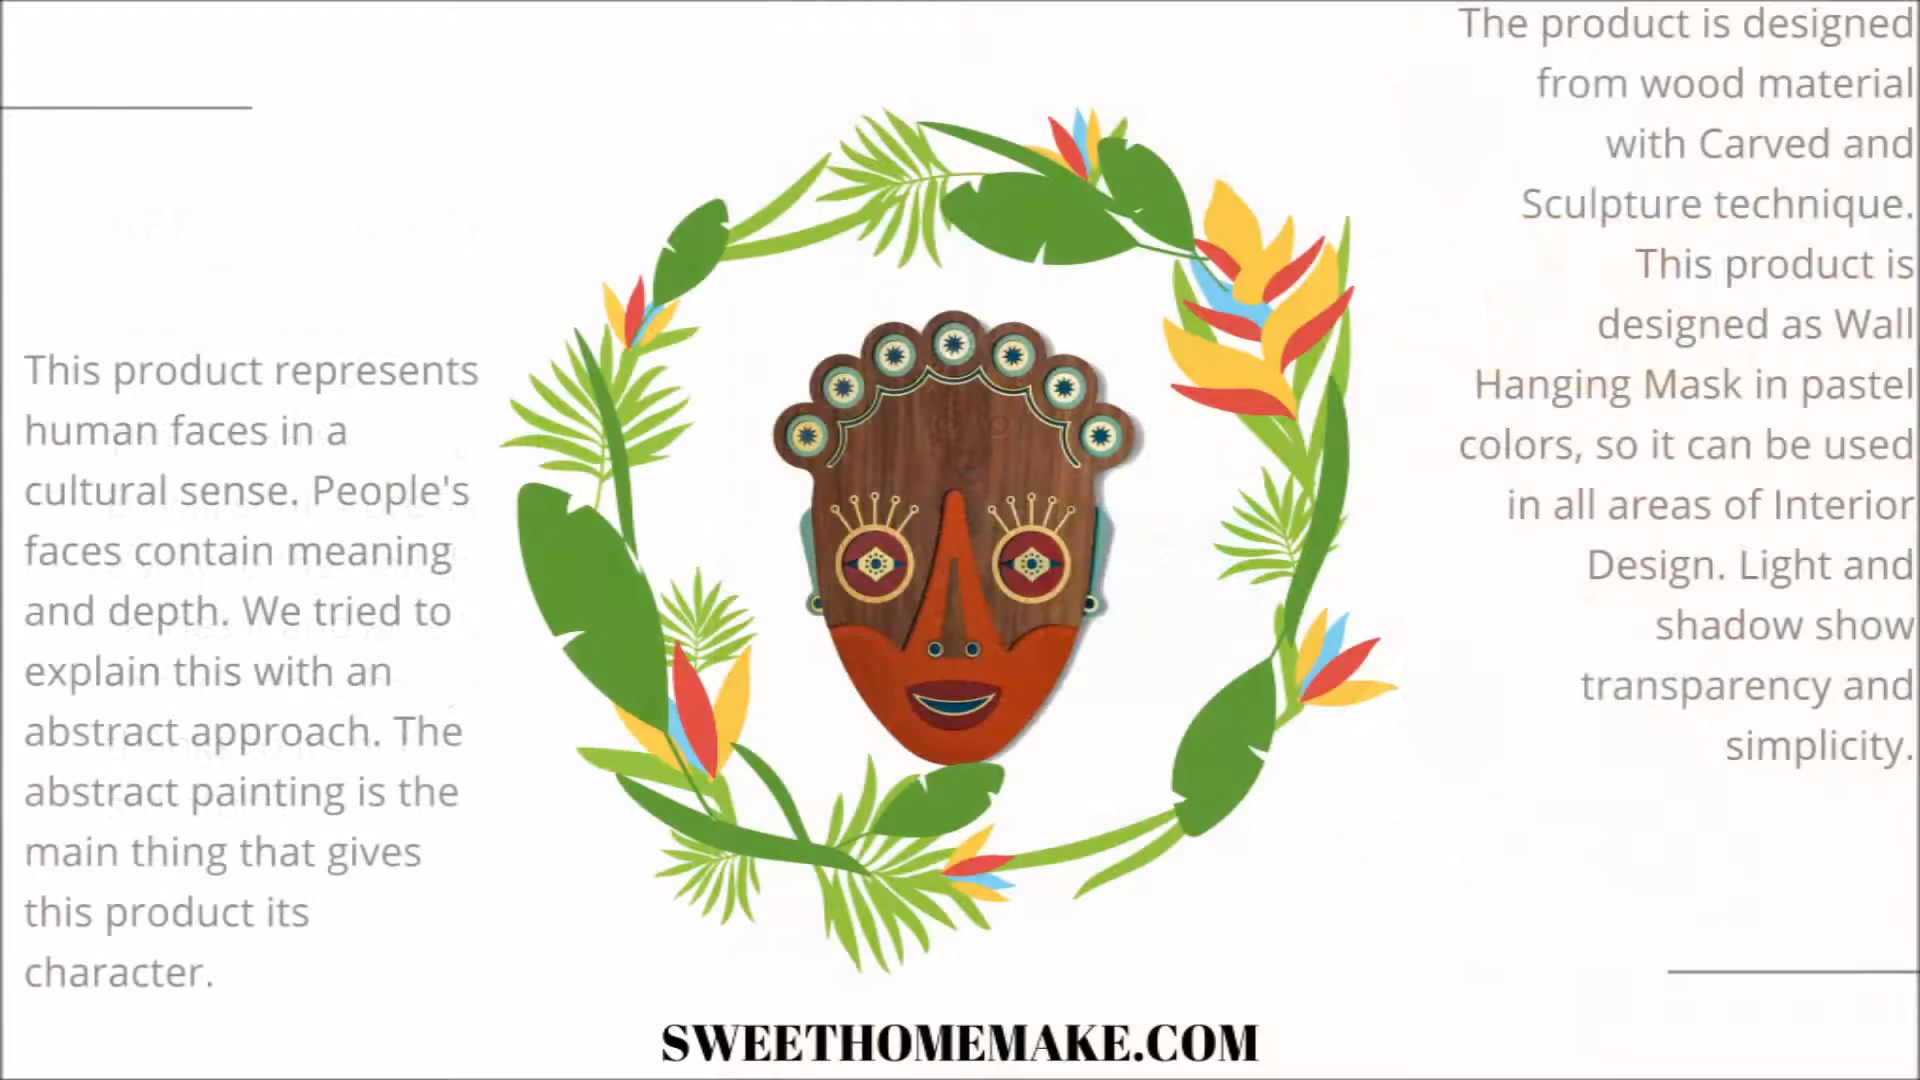 This product represents
human faces in a
cultural sense. People's
faces contain meaning
and depth. We tried to
explain this with an
abstract approach. The
abstract painting is the
main thing that gives
this product its
character.
The product is designed
from wood material
with Carved and
Sculpture technique.
This product is
designed as Wall
Hanging Mask in pastel
colors, so it can be used
in all areas of Interior
Design. Light and
shadow show
transparency and
simplicity.
SWEETHOMEMAKE.COM